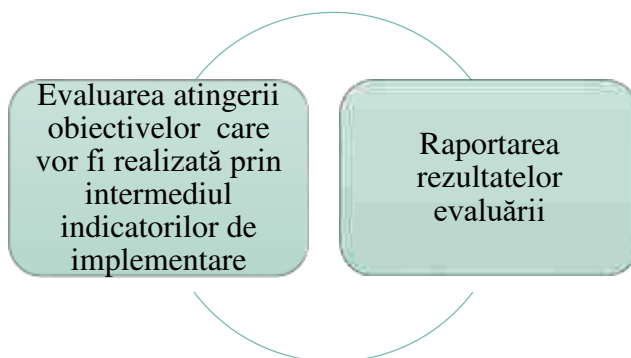 Evaluarea atingerii
obiectivelor care
vor fi realizată prin
intermediul
indicatorilor de
implementare
Raportarea
rezultatelor
evaluării